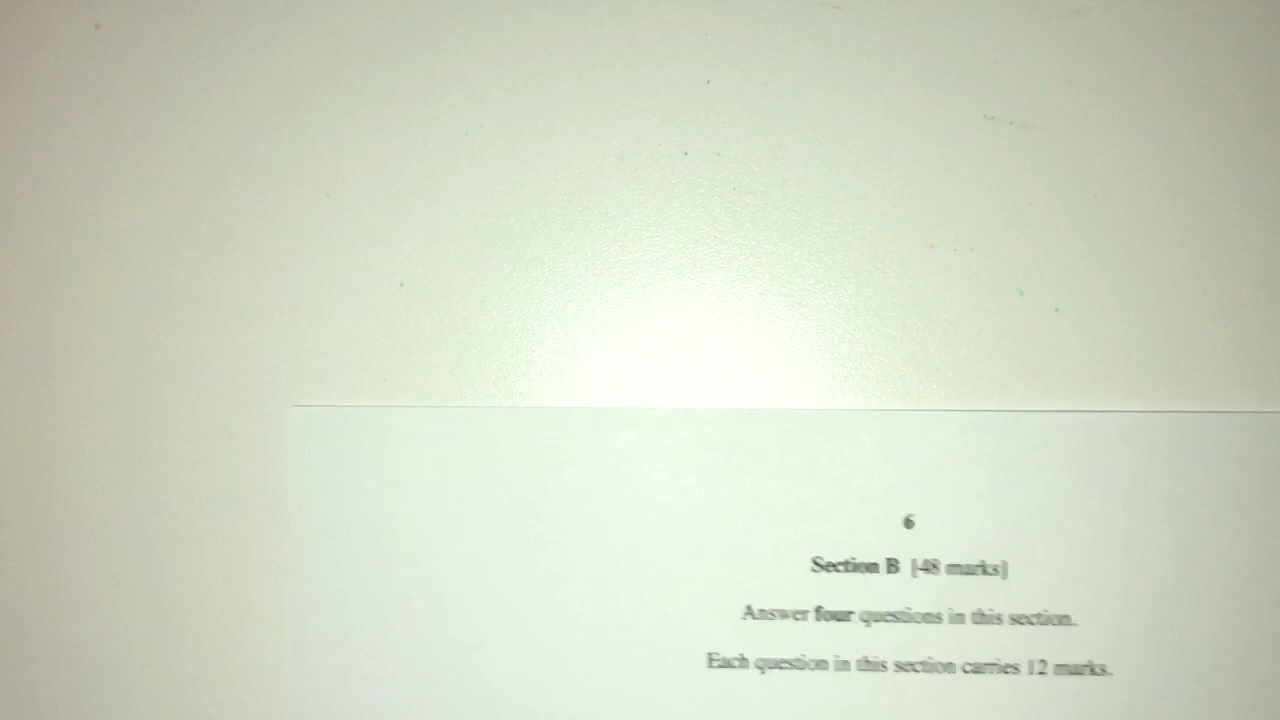 6
Section B [48 marks]
Answer four questions in this section.
Each question in this section carries 12 marks.